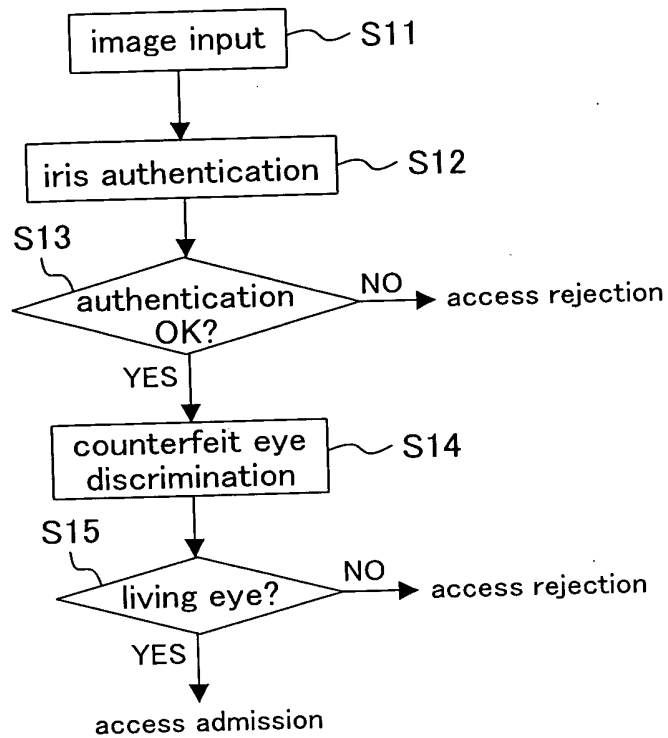 image input
S11
iris authentication
S12
S13
authentication
OK?
NO
access rejection
YES
counterfeit eye
discrimination
S14
S15
living eye?
NO
access rejection
YES
access admission